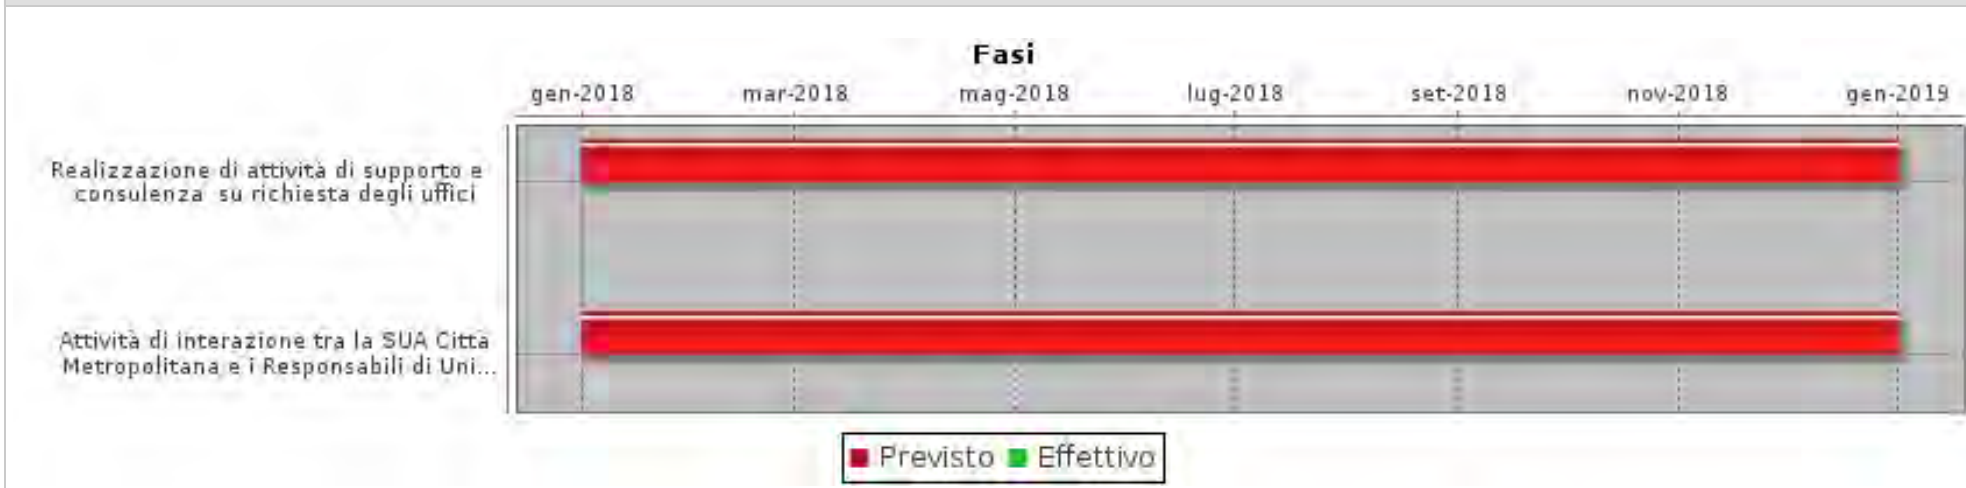 Fasi
gen-2018 mar-2018 mag-2018 lug-2018 set-2018 nov-2018 gen-2019
Realizzazione di attività di supporto e
consulenza su richiesta degli uffici
Attività di interazione tra la SUA Città
Metropolitana e i Responsabili di Uni...
Previsto Effettivo